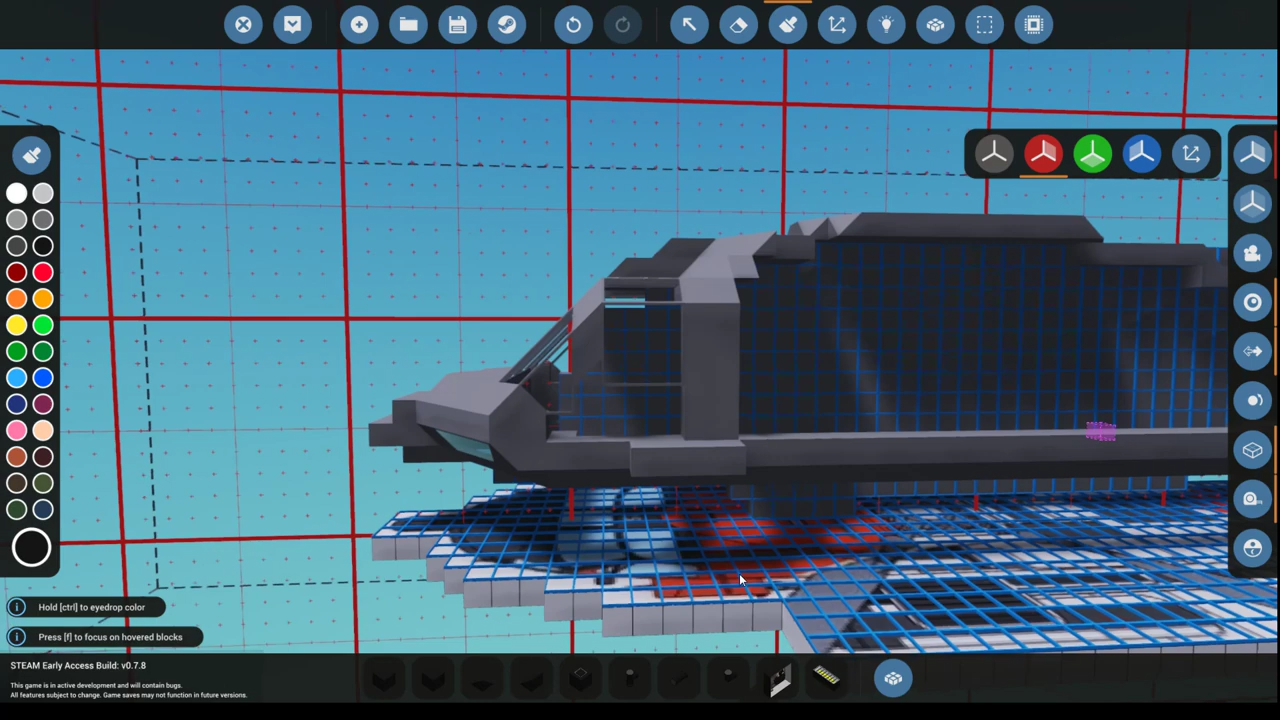 Hold [ctrl] to eyedrop color
Press [f] to focus on hovered blocks
STEAM Early Access Build: v0.7.8
This game is in active development and will contain bugs.
All features subject to change. Game saves may not function in future versions.